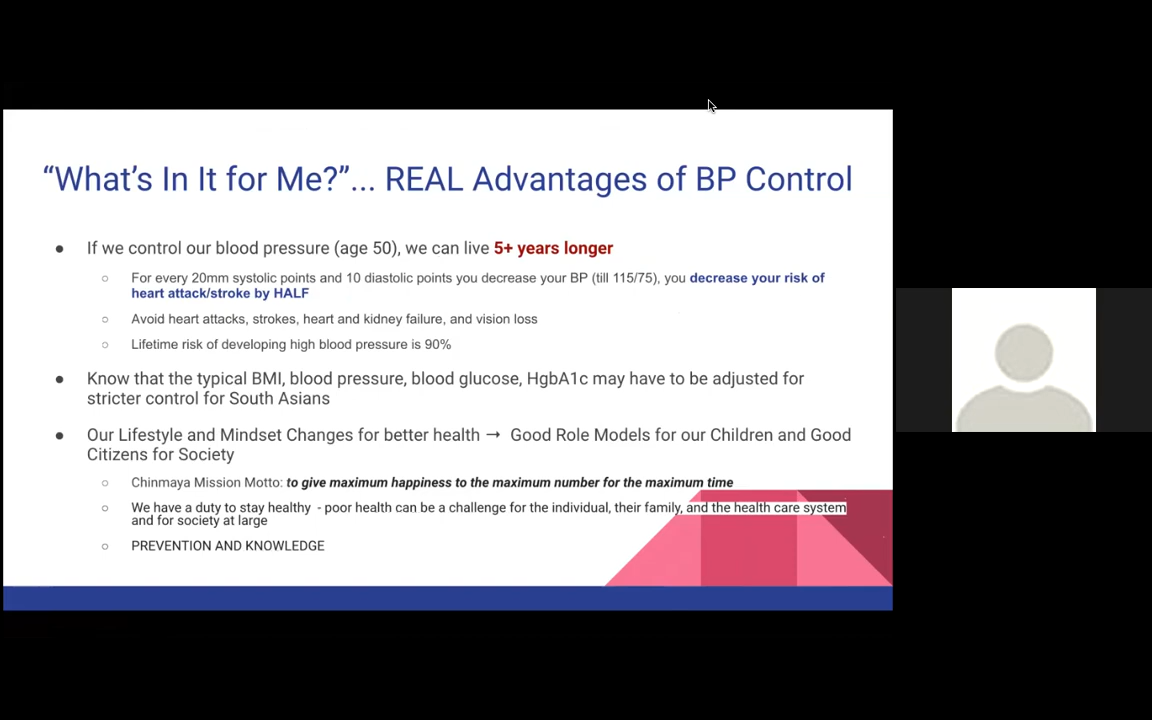 “What’s In It for Me?”... REAL Advantages of BP Control
● If we control our blood pressure (age 50), we can live 5+ years longer
○ For every 20mm systolic points and 10 diastolic points you decrease your BP (till 115/75), you decrease your risk of
heart attack/stroke by HALF
○ Avoid heart attacks, strokes, heart and kidney failure, and vision loss
○ Lifetime risk of developing high blood pressure is 90%
● Know that the typical BMI, blood pressure, blood glucose, HgbA1c may have to be adjusted for
stricter control for South Asians
● Our Lifestyle and Mindset Changes for better health → Good Role Models for our Children and Good
Citizens for Society
○ Chinmaya Mission Motto: to give maximum happiness to the maximum number for the maximum time
○ We have a duty to stay healthy - poor health can be a challenge for the individual, their family, and the health care system
and for society at large
○ PREVENTION AND KNOWLEDGE